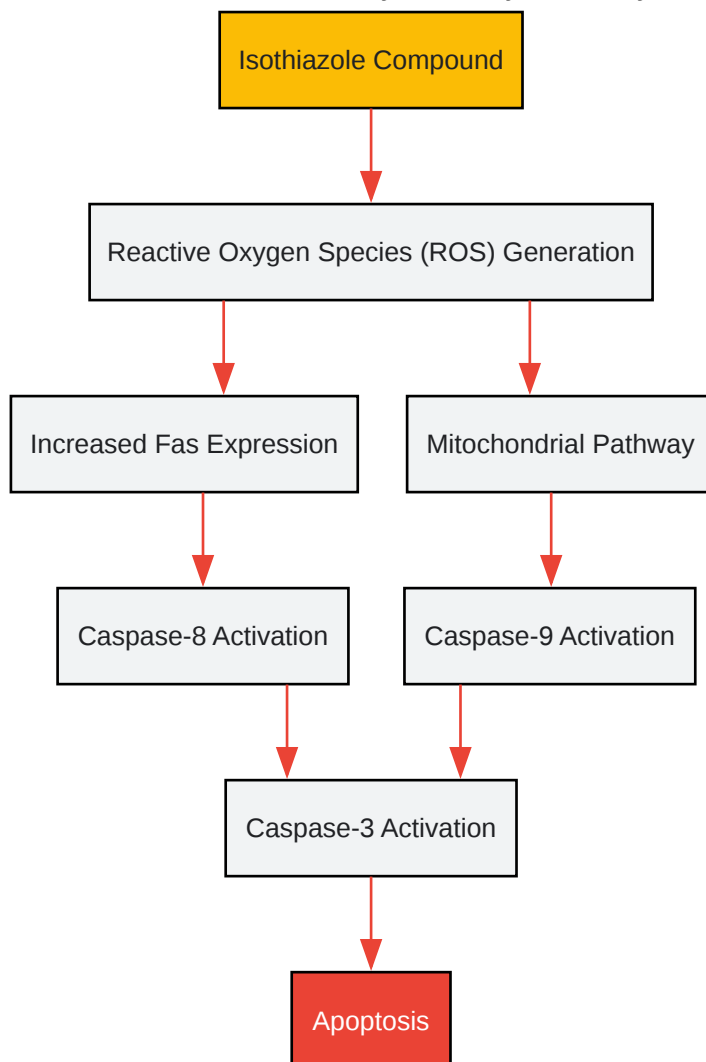 Isothiazole Compound
Reactive Oxygen Species (ROS) Generation
Increased Fas Expression
Mitochondrial Pathway
Caspase-8 Activation
Caspase-9 Activation
Caspase-3 Activation
Apoptosis